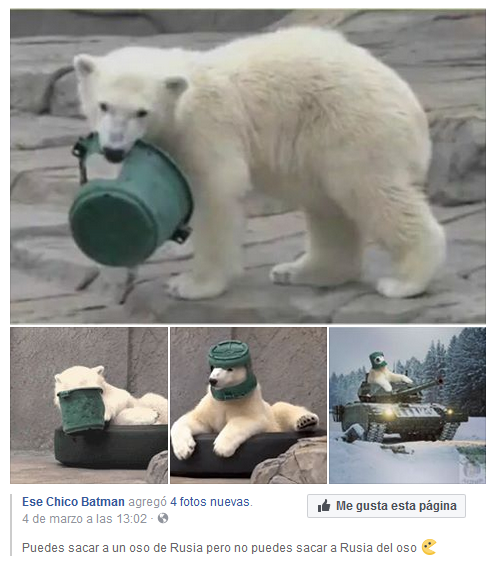 Ese Chico Batman agregó 4 fotos nuevas.
Me gusta esta página
4 de marzo a las 13:02 ·
Puedes sacar a un oso de Rusia pero no puedes sacar a Rusia del oso